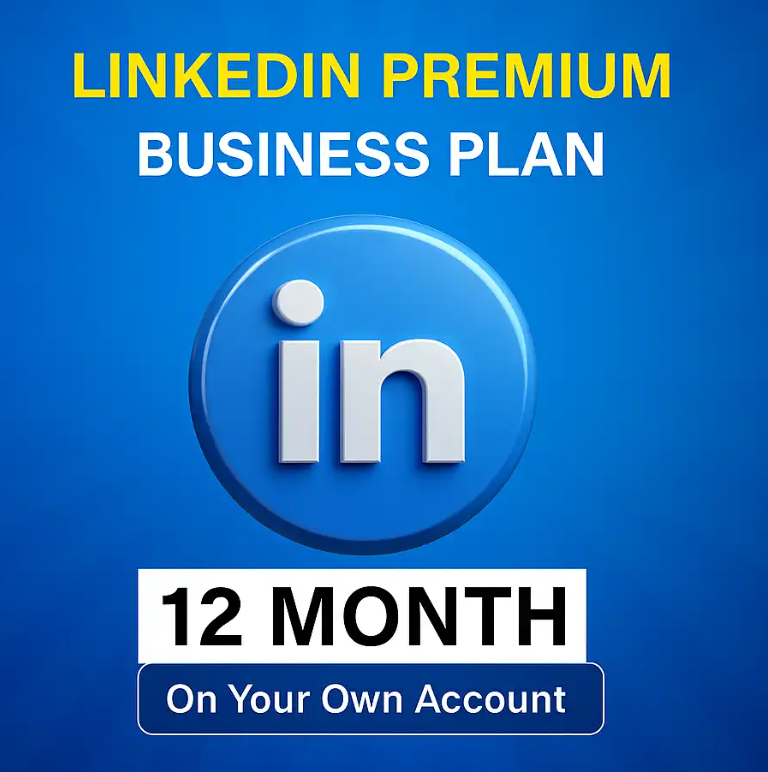 LINKEDIN PREMIUM
BUSINESS PLAN
in
12 MONTH
On Your Own Account